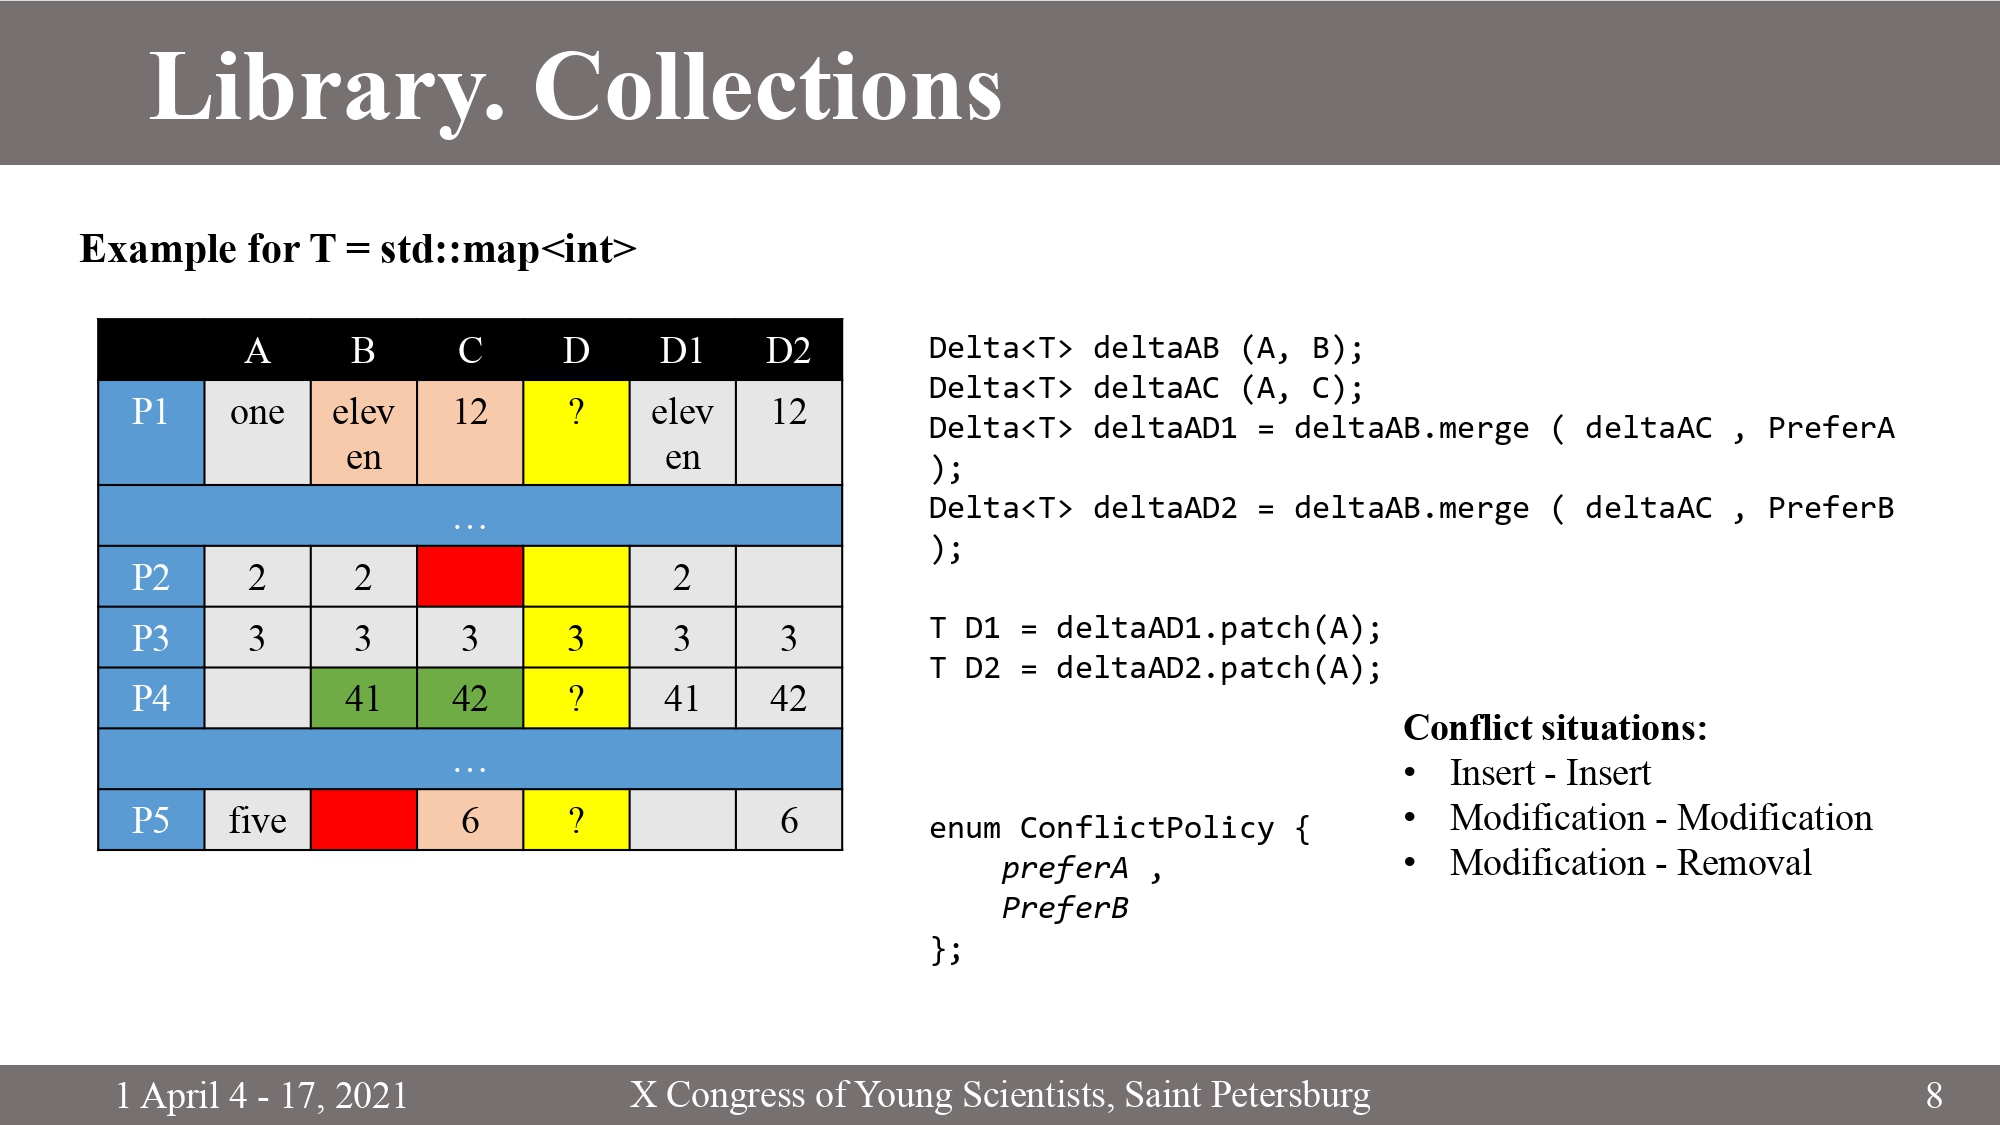 Library. Collections
Example for T = std::map<int>
A B C D D1 D2
P1 one elev en 12 ? elev en 12
…
P2 2 2 2
P3 3 3 3 3 3 3
P4 41 42 ? 41 42
…
P5 five 6 ? 6
Delta<T> deltaAB (A, B);
Delta<T> deltaAC (A, C);
Delta<T> deltaAD1 = deltaAB.merge ( deltaAC , PreferA
);
Delta<T> deltaAD2 = deltaAB.merge ( deltaAC , PreferB
);
T D1 = deltaAD1.patch(A);
T D2 = deltaAD2.patch(A);
Conflict situations:
• Insert - Insert
• Modification - Modification
• Modification - Removal
enum ConflictPolicy {
preferA ,
PreferB
};
1 April 4 - 17, 2021
X Congress of Young Scientists, Saint Petersburg
8